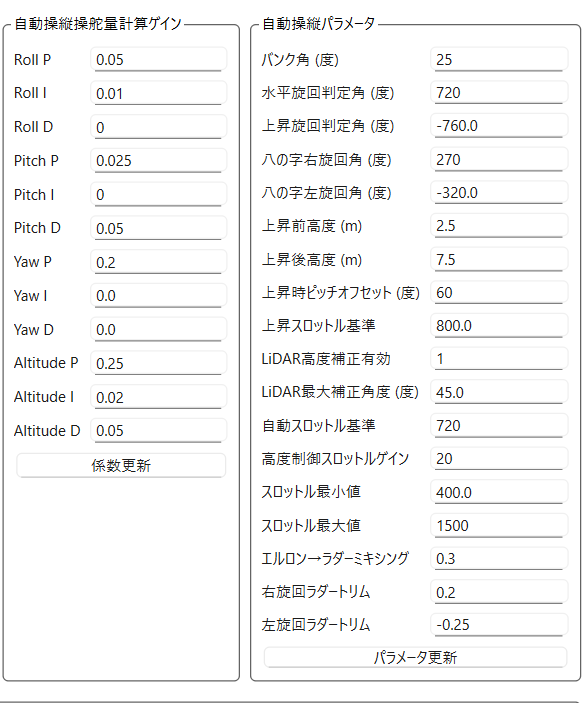 自動操縦操舵量計算ゲイン
Roll P 0.05
Roll I 0.01
Roll D 0
Pitch P 0.025
Pitch I 0
Pitch D 0.05
Yaw P 0.2
Yaw I 0.0
Yaw D 0.0
Altitude P 0.25
Altitude I 0.02
Altitude D 0.05
係数更新
自動操縦パラメータ
バンク角 (度) 25
水平旋回判定角 (度) 720
上昇旋回判定角 (度) -760.0
八の字右旋回角 (度) 270
八の字左旋回角 (度) -320.0
上昇前高度 (m) 2.5
上昇後高度 (m) 7.5
上昇時ピッチオフセット (度) 60
上昇スロットル基準 800.0
LiDAR高度補正有効 1
LiDAR最大補正角度 (度) 45.0
自動スロットル基準 720
高度制御スロットルゲイン 20
スロットル最小値 400.0
スロットル最大値 1500
エルロン→ラダーミキシング 0.3
右旋回ラダートリム 0.2
左旋回ラダートリム -0.25
パラメータ更新